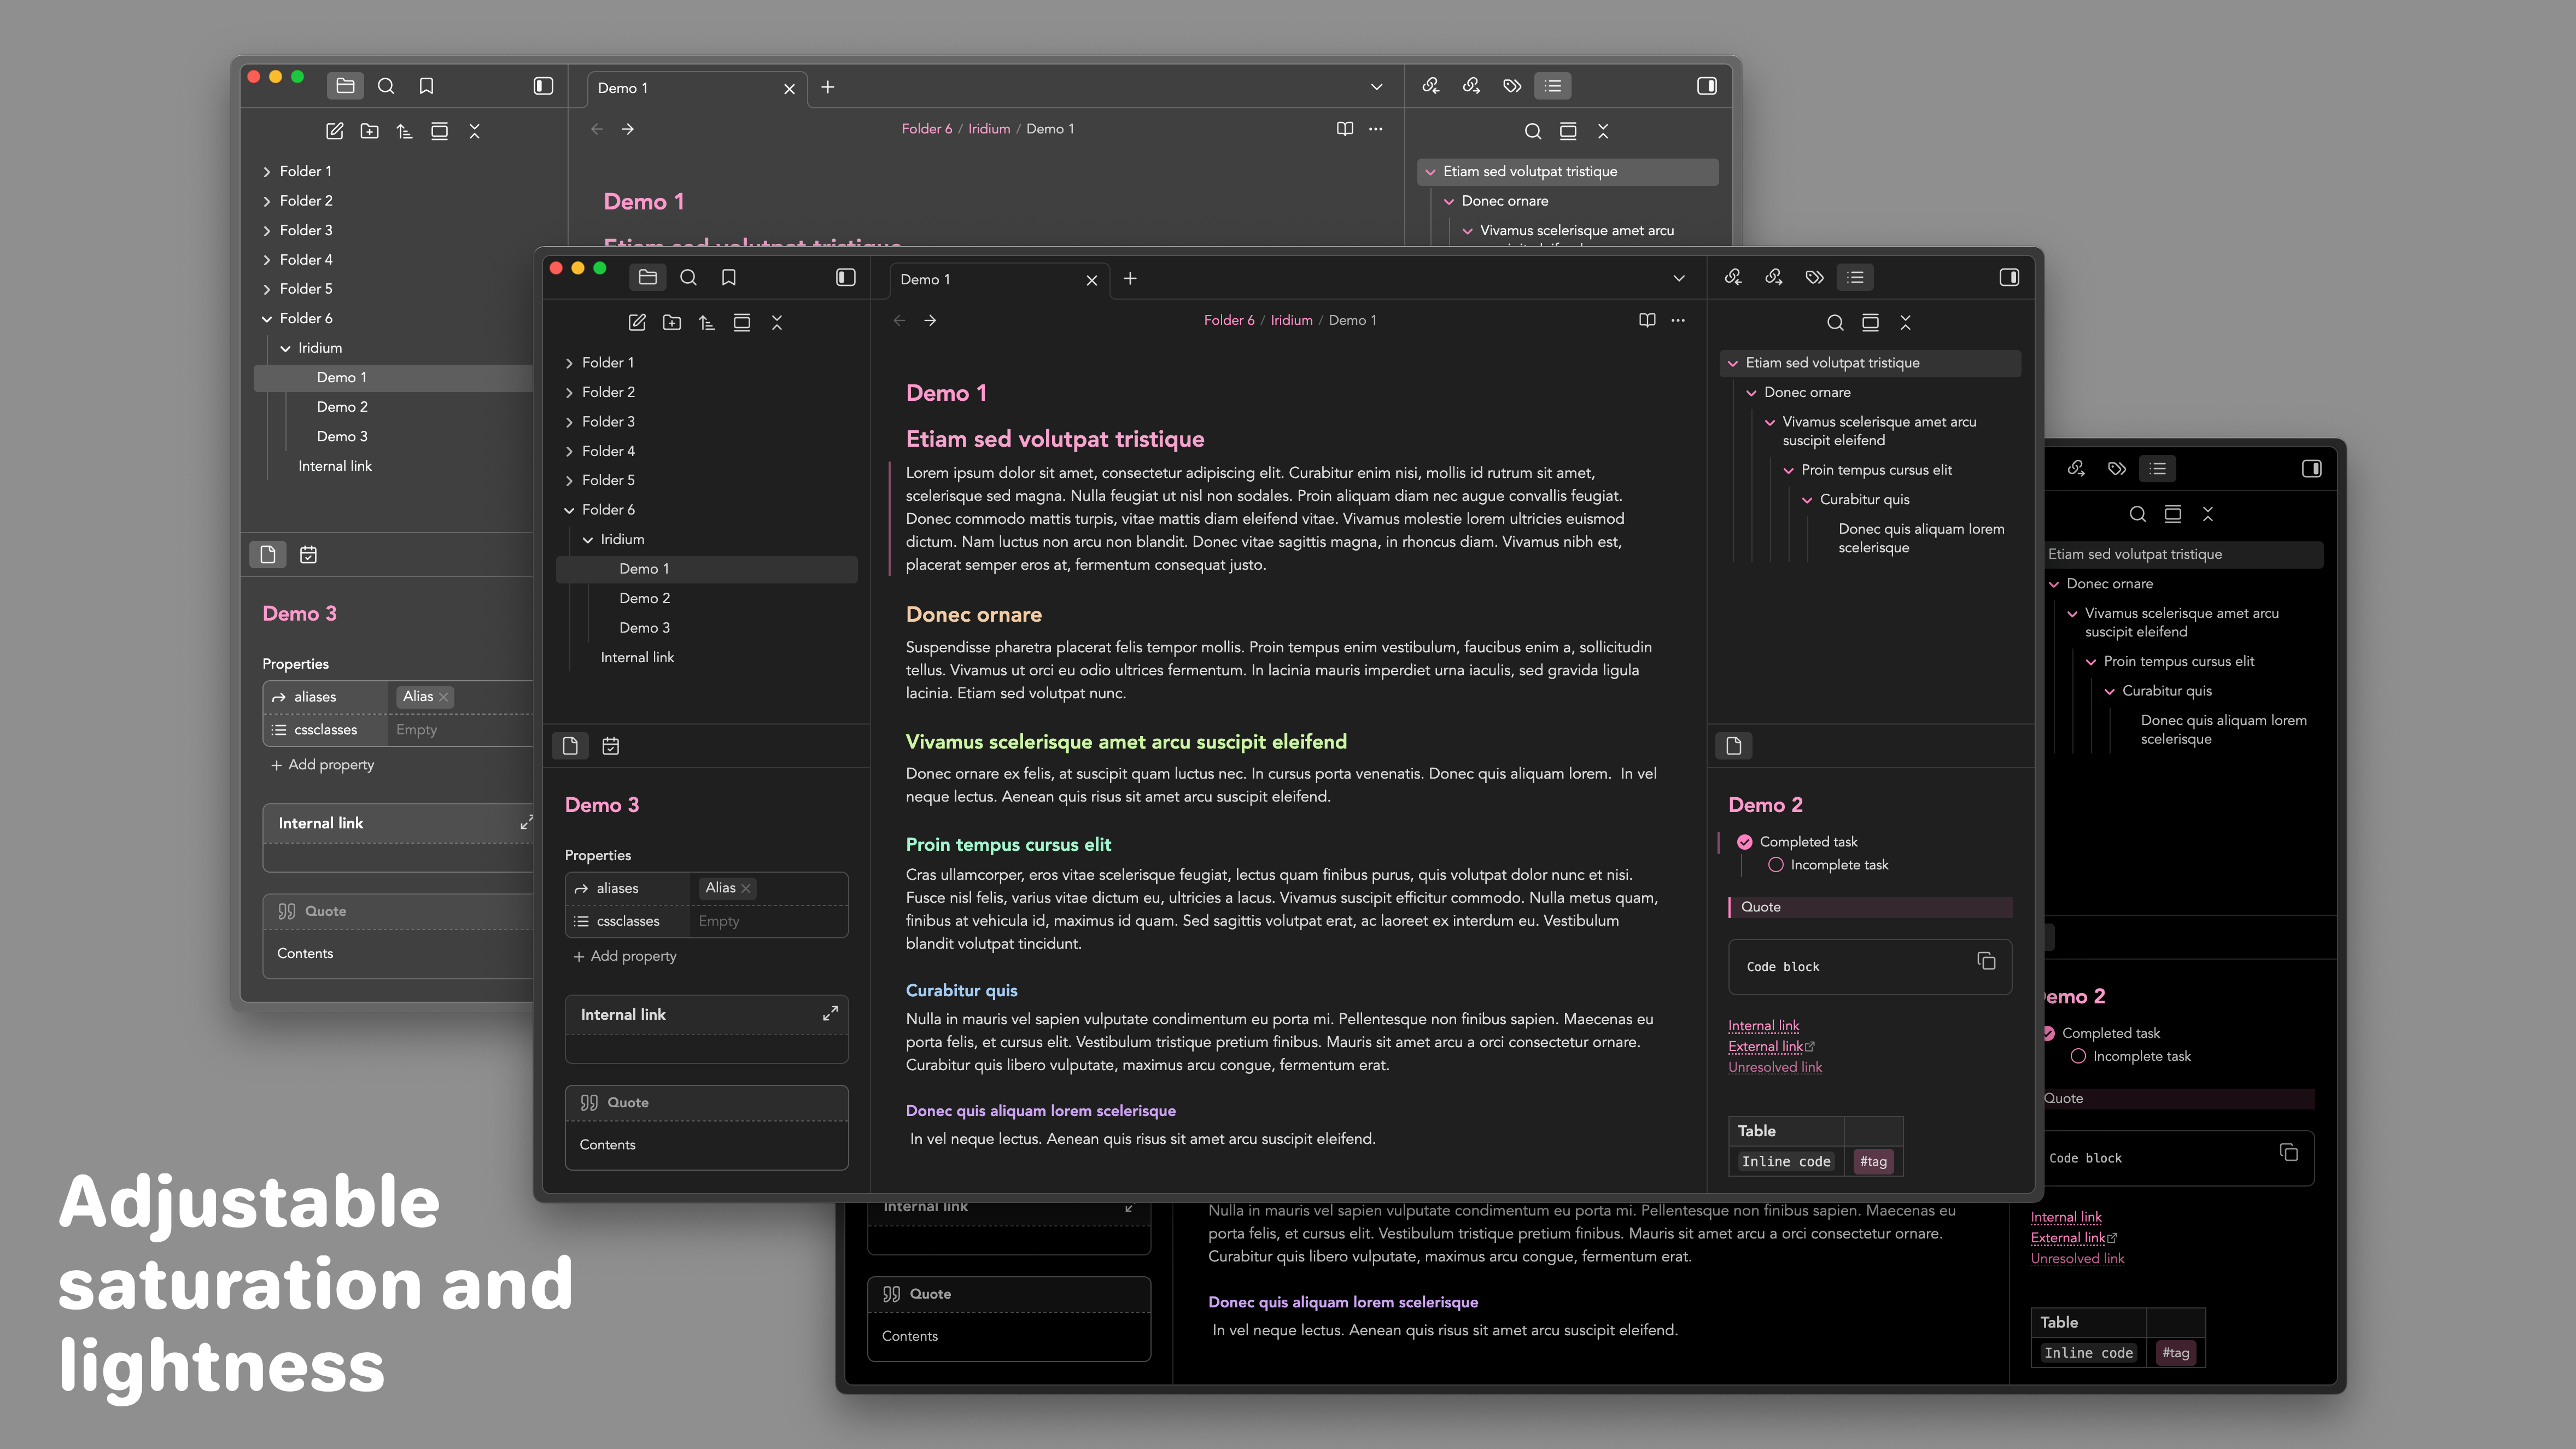 Demo 1
Folder 6 / Iridium / Demo 1
Folder 1
Folder 2
Folder 3
Folder 4
Folder 5
Folder 6
Iridium
Demo 1
Demo 2
Demo 3
Internal link
Demo 1
Etiam sed volutpat tristique
Etiam sed volutpat tristique
Donec ornare
Vivamus scelerisque amet arcu
Demo 3
Properties
aliases
Alias
cssclasses
Empty
Add property
Internal link
Quote
Contents
Demo 1
Folder 6 / Iridium / Demo 1
Folder 1
Folder 2
Folder 3
Folder 4
Folder 5
Folder 6
Iridium
Demo 1
Demo 2
Demo 3
Internal link
Demo 3
Properties
aliases
Alias
cssclasses
Empty
Add property
Internal link
Quote
Contents
Demo 1
Etiam sed volutpat tristique
Lorem ipsum dolor sit amet, consectetur adipiscing elit. Curabitur enim nisi, mollis id rutrum sit amet,
scelerisque sed magna. Nulla feugiat ut nisl non sodales. Proin aliquam diam nec augue convallis feugiat.
Donec commodo mattis turpis, vitae mattis diam eleifend vitae. Vivamus molestie lorem ultricies euismod
dictum. Nam luctus non arcu non blandit. Donec vitae sagittis magna, in rhoncus diam. Vivamus nibh est,
placerat semper eros at, fermentum consequat justo.
Donec ornare
Suspendisse pharetra placerat felis tempor mollis. Proin tempus enim vestibulum, faucibus enim a, sollicitudin
tellus. Vivamus ut orci eu odio ultrices fermentum. In lacinia mauris imperdiet urna iaculis, sed gravida ligula
lacinia. Etiam sed volutpat nunc.
Vivamus scelerisque amet arcu suscipit eleifend
Donec ornare ex felis, at suscipit quam luctus nec. In cursus porta venenatis. Donec quis aliquam lorem.  In vel
neque lectus. Aenean quis risus sit amet arcu suscipit eleifend.
Proin tempus cursus elit
Cras ullamcorper, eros vitae scelerisque feugiat, lectus quam finibus purus, quis volutpat dolor nunc et nisi.
Fusce nisl felis, varius vitae dictum eu, ultricies a lacus. Vivamus suscipit efficitur commodo. Nulla metus quam,
finibus at vehicula id, maximus id quam. Sed sagittis volutpat erat, ac laoreet ex interdum eu. Vestibulum
blandit volutpat tincidunt.
Curabitur quis
Nulla in mauris vel sapien vulputate condimentum eu porta mi. Pellentesque non finibus sapien. Maecenas eu
porta felis, et cursus elit. Vestibulum tristique pretium finibus. Mauris sit amet arcu a orci consectetur ornare.
Curabitur quis libero vulputate, maximus arcu congue, fermentum erat.
Donec quis aliquam lorem scelerisque
In vel neque lectus. Aenean quis risus sit amet arcu suscipit eleifend.
Etiam sed volutpat tristique
Donec ornare
Vivamus scelerisque amet arcu
suscipit eleifend
Proin tempus cursus elit
Curabitur quis
Donec quis aliquam lorem
scelerisque
Demo 2
Completed task
Incomplete task
Quote
Code block
Internal link
External link
Unresolved link
Table
Inline code
#tag
Etiam sed volutpat tristique
Donec ornare
Vivamus scelerisque amet arcu
suscipit eleifend
Proin tempus cursus elit
Curabitur quis
Donec quis aliquam lorem
scelerisque
emo 2
Completed task
Incomplete task
Quote
Code block
Internal link
External link
Unresolved link
Table
Inline code
#tag
Internal link
Quote
Contents
Nulla in mauris vel sapien vulputate condimentum eu porta mi. Pellentesque non finibus sapien. Maecenas eu
porta felis, et cursus elit. Vestibulum tristique pretium finibus. Mauris sit amet arcu a orci consectetur ornare.
Curabitur quis libero vulputate, maximus arcu congue, fermentum erat.
Donec quis aliquam lorem scelerisque
In vel neque lectus. Aenean quis risus sit amet arcu suscipit eleifend.
Adjustable
saturation and
lightness